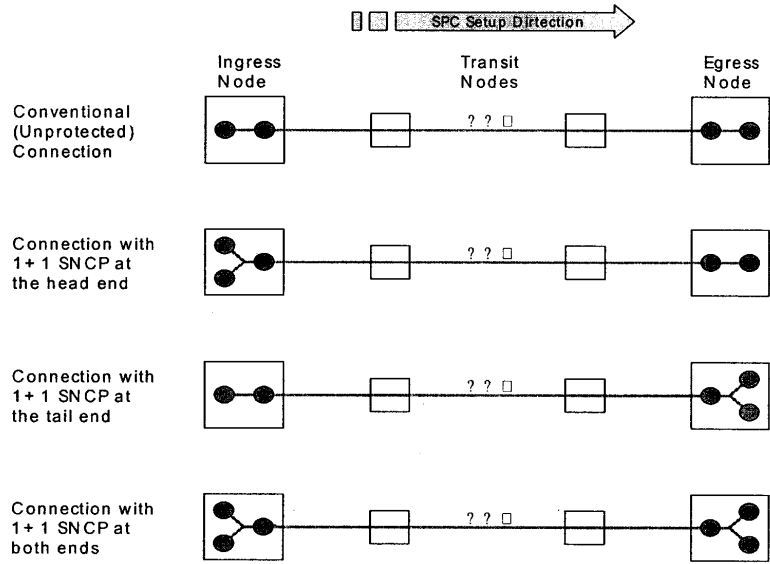 SPC Setup Dirtection
Ingress
Node
Transit
Nodes
Egress
Node
Conventional
(Unprotected)
Connection
? ? □
Connection with
1+1 SNCP at
the head end
? ? □
Connection with
1+1 SNCP at
the tail end
? ? □
Connection with
1+1 SNCP at
both ends
? ? □